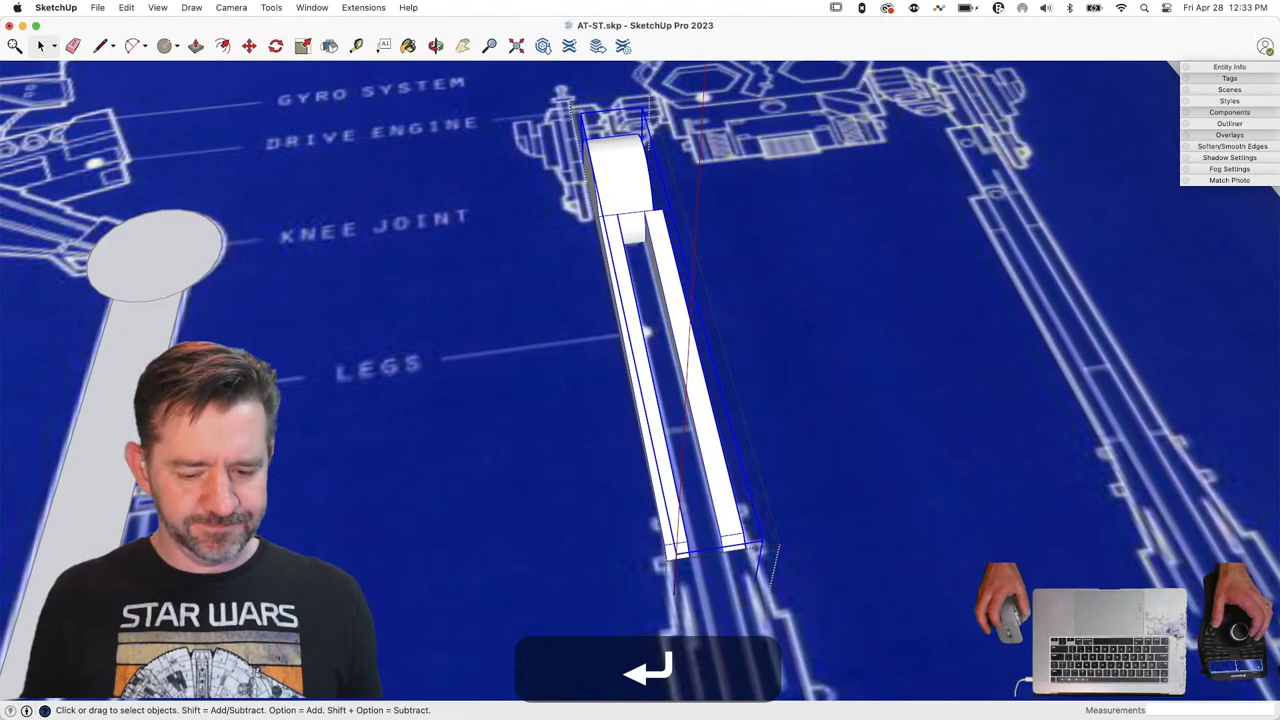 SketchUp File Edit View Draw Camera Tools Window Extensions Help Fri Apr 28 12:33 PM
AT-ST.skp - SketchUp Pro 2023
Entity Info
Tags
Scenes
Styles
Components
Outliner
Overlays
Soften/Smooth Edges
Shadow Settings
Fog Settings
Match Photo
GYRO SYSTEM
DRIVE ENGINE
KNEE JOINT
LEGS
STAR WARS
Click or drag to select objects. Shift = Add/Subtract. Option = Add. Shift + Option = Subtract. Measurements